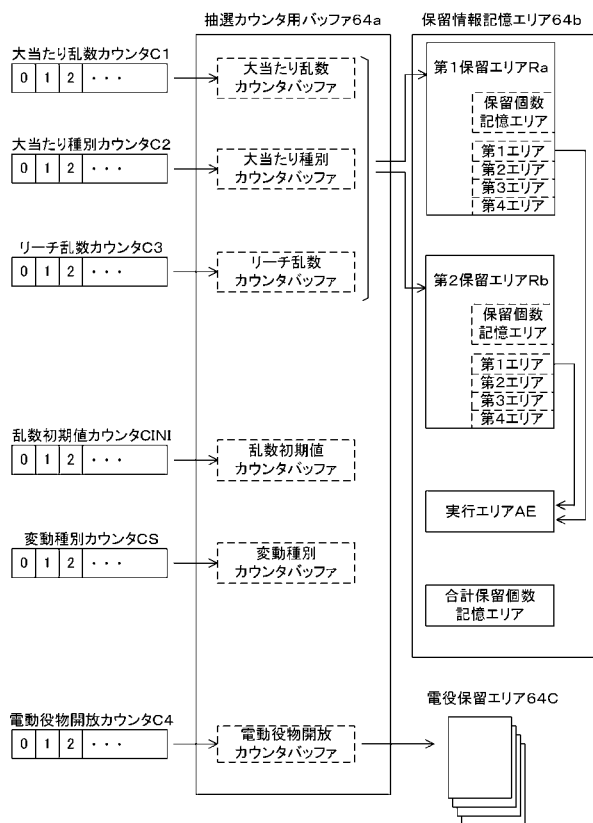 抽選カウンタ用バッファ64a
保留情報記憶エリア64b
大当たり乱数カウンタC1
0 1 2 ・・・
大当たり乱数
カウンタバッファ
大当たり種別カウンタC2
0 1 2 ・・・
大当たり種別
カウンタバッファ
リーチ乱数カウンタC3
0 1 2 ・・・
リーチ乱数
カウンタバッファ
第1保留エリアRa
保留個数
記憶エリア
第1エリア
第2エリア
第3エリア
第4エリア
第2保留エリアRb
保留個数
記憶エリア
第1エリア
第2エリア
第3エリア
第4エリア
乱数初期値カウンタCINI
0 1 2 ・・・
乱数初期値
カウンタバッファ
変動種別カウンタCS
0 1 2 ・・・
変動種別
カウンタバッファ
実行エリアAE
合計保留個数
記憶エリア
電動役物開放カウンタC4
0 1 2 ・・・
電動役物開放
カウンタバッファ
電役保留エリア64C